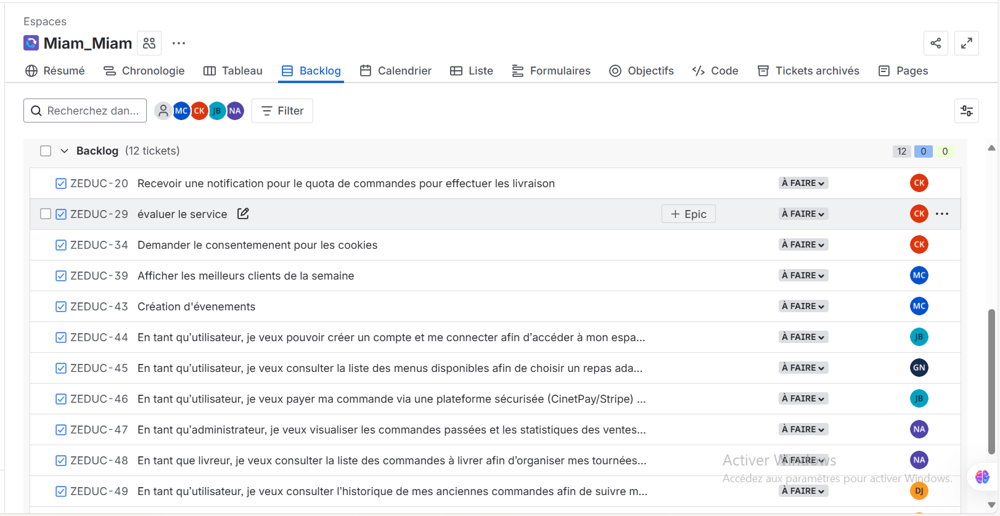 Espaces
Miam_Miam
Résumé Chronologie Tableau Backlog Calendrier Liste Formulaires Objectifs Code Tickets archivés Pages
Recherchez dan... MC CK JB NA Filter
Backlog (12 tickets) 12 0 0
ZEDUC-20 Recevoir une notification pour le quota de commandes pour effectuer les livraison À FAIRE CK
ZEDUC-29 évaluer le service + Epic À FAIRE CK
ZEDUC-34 Demander le consentemenent pour les cookies À FAIRE CK
ZEDUC-39 Afficher les meilleurs clients de la semaine À FAIRE MC
ZEDUC-43 Création d'évenements À FAIRE MC
ZEDUC-44 En tant qu’utilisateur, je veux pouvoir créer un compte et me connecter afin d’accéder à mon espa... À FAIRE JB
ZEDUC-45 En tant qu’utilisateur, je veux consulter la liste des menus disponibles afin de choisir un repas ada... À FAIRE GN
ZEDUC-46 En tant qu’utilisateur, je veux payer ma commande via une plateforme sécurisée (CinetPay/Stripe) ... À FAIRE JB
ZEDUC-47 En tant qu’administrateur, je veux visualiser les commandes passées et les statistiques des ventes... À FAIRE NA
ZEDUC-48 En tant que livreur, je veux consulter la liste des commandes à livrer afin d’organiser mes tournées... À FAIRE NA
Activer Windows
Accédez aux paramètres pour activer Windows.
ZEDUC-49 En tant qu’utilisateur, je veux consulter l’historique de mes anciennes commandes afin de suivre m... À FAIRE DJ